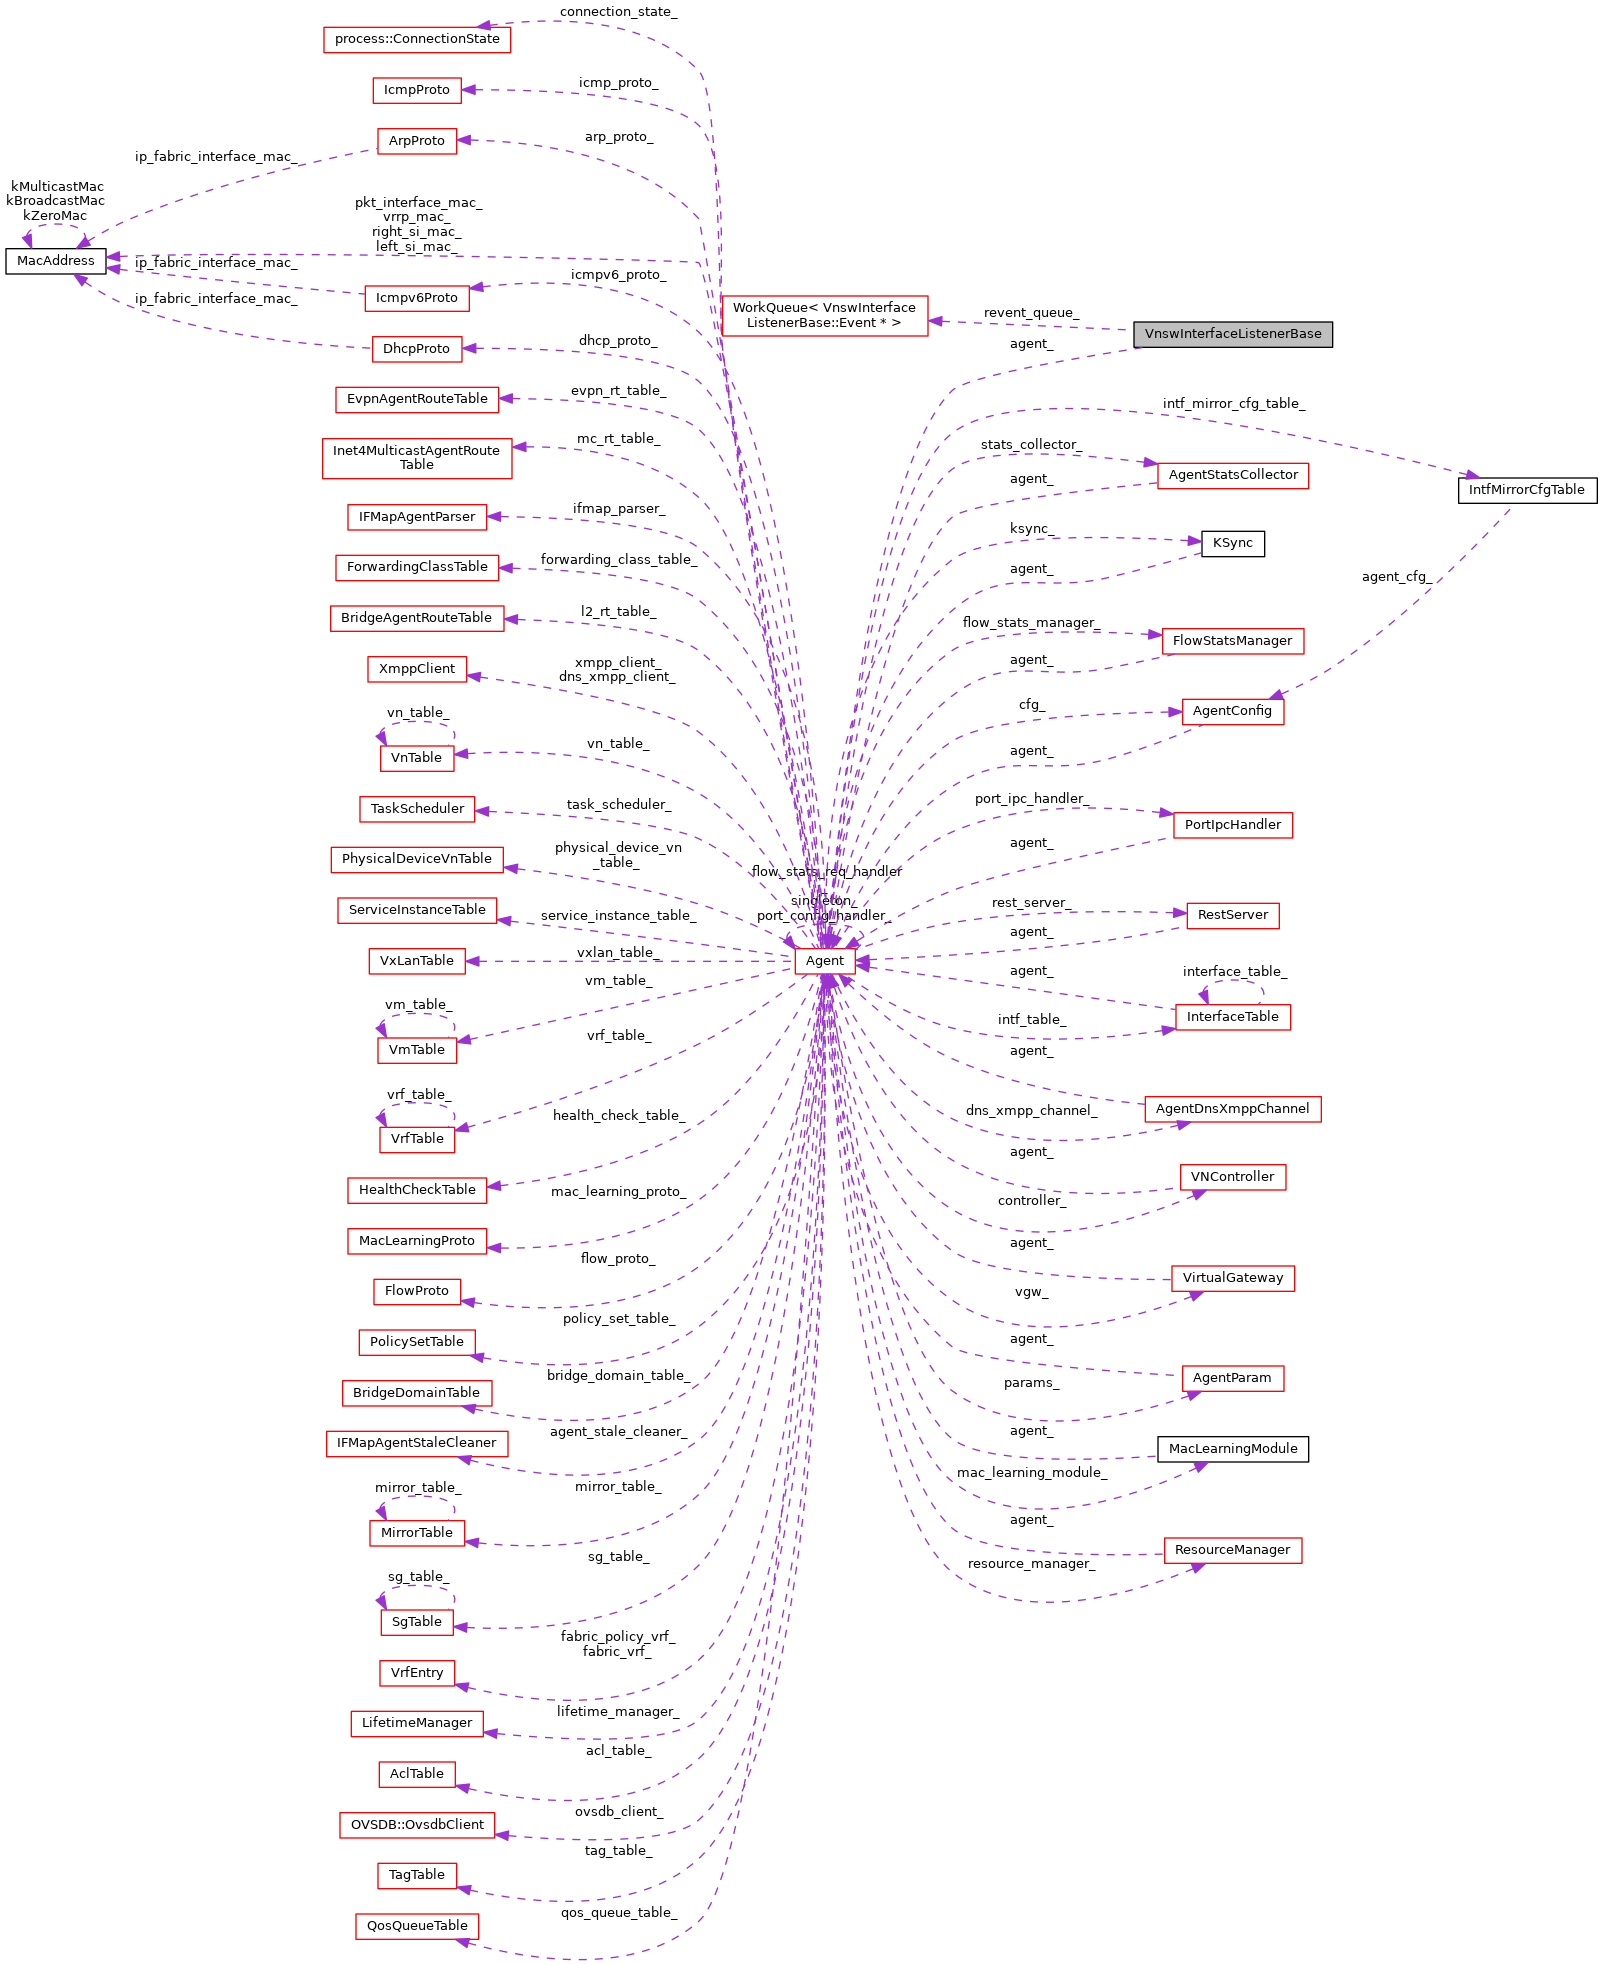 connection_state_
process::ConnectionState
icmp_proto_
IcmpProto
arp_proto_
ArpProto
ip_fabric_interface_mac_
kMulticastMac
kBroadcastMac
kZeroMac
MacAddress
pkt_interface_mac_
vrrp_mac_
right_si_mac_
left_si_mac_
ip_fabric_interface_mac_
icmpv6_proto_
Icmpv6Proto
ip_fabric_interface_mac_
WorkQueue< VnswInterface
ListenerBase::Event * >
revent_queue_
VnswInterfaceListenerBase
agent_
dhcp_proto_
DhcpProto
evpn_rt_table_
EvpnAgentRouteTable
intf_mirror_cfg_table_
mc_rt_table_
Inet4MulticastAgentRoute
Table
stats_collector_
AgentStatsCollector
agent_
IntfMirrorCfgTable
ifmap_parser_
IFMapAgentParser
ksync_
KSync
agent_
forwarding_class_table_
ForwardingClassTable
agent_cfg_
l2_rt_table_
BridgeAgentRouteTable
flow_stats_manager_
FlowStatsManager
agent_
xmpp_client_
dns_xmpp_client_
XmppClient
cfg_
AgentConfig
agent_
vn_table_
vn_table_
VnTable
task_scheduler_
TaskScheduler
port_ipc_handler_
PortIpcHandler
agent_
physical_device_vn
_table_
PhysicalDeviceVnTable
flow_stats_req_handler
_
singleton_
port_config_handler_
Agent
service_instance_table_
ServiceInstanceTable
rest_server_
RestServer
agent_
vxlan_table_
VxLanTable
agent_
interface_table_
InterfaceTable
intf_table_
vm_table_
vm_table_
VmTable
vrf_table_
agent_
vrf_table_
VrfTable
AgentDnsXmppChannel
dns_xmpp_channel_
health_check_table_
HealthCheckTable
agent_
VNController
controller_
mac_learning_proto_
MacLearningProto
agent_
flow_proto_
FlowProto
VirtualGateway
vgw_
policy_set_table_
PolicySetTable
agent_
AgentParam
params_
bridge_domain_table_
BridgeDomainTable
agent_stale_cleaner_
IFMapAgentStaleCleaner
agent_
MacLearningModule
mac_learning_module_
mirror_table_
mirror_table_
MirrorTable
agent_
ResourceManager
resource_manager_
sg_table_
sg_table_
SgTable
fabric_policy_vrf_
fabric_vrf_
VrfEntry
lifetime_manager_
LifetimeManager
acl_table_
AclTable
ovsdb_client_
OVSDB::OvsdbClient
tag_table_
TagTable
qos_queue_table_
QosQueueTable